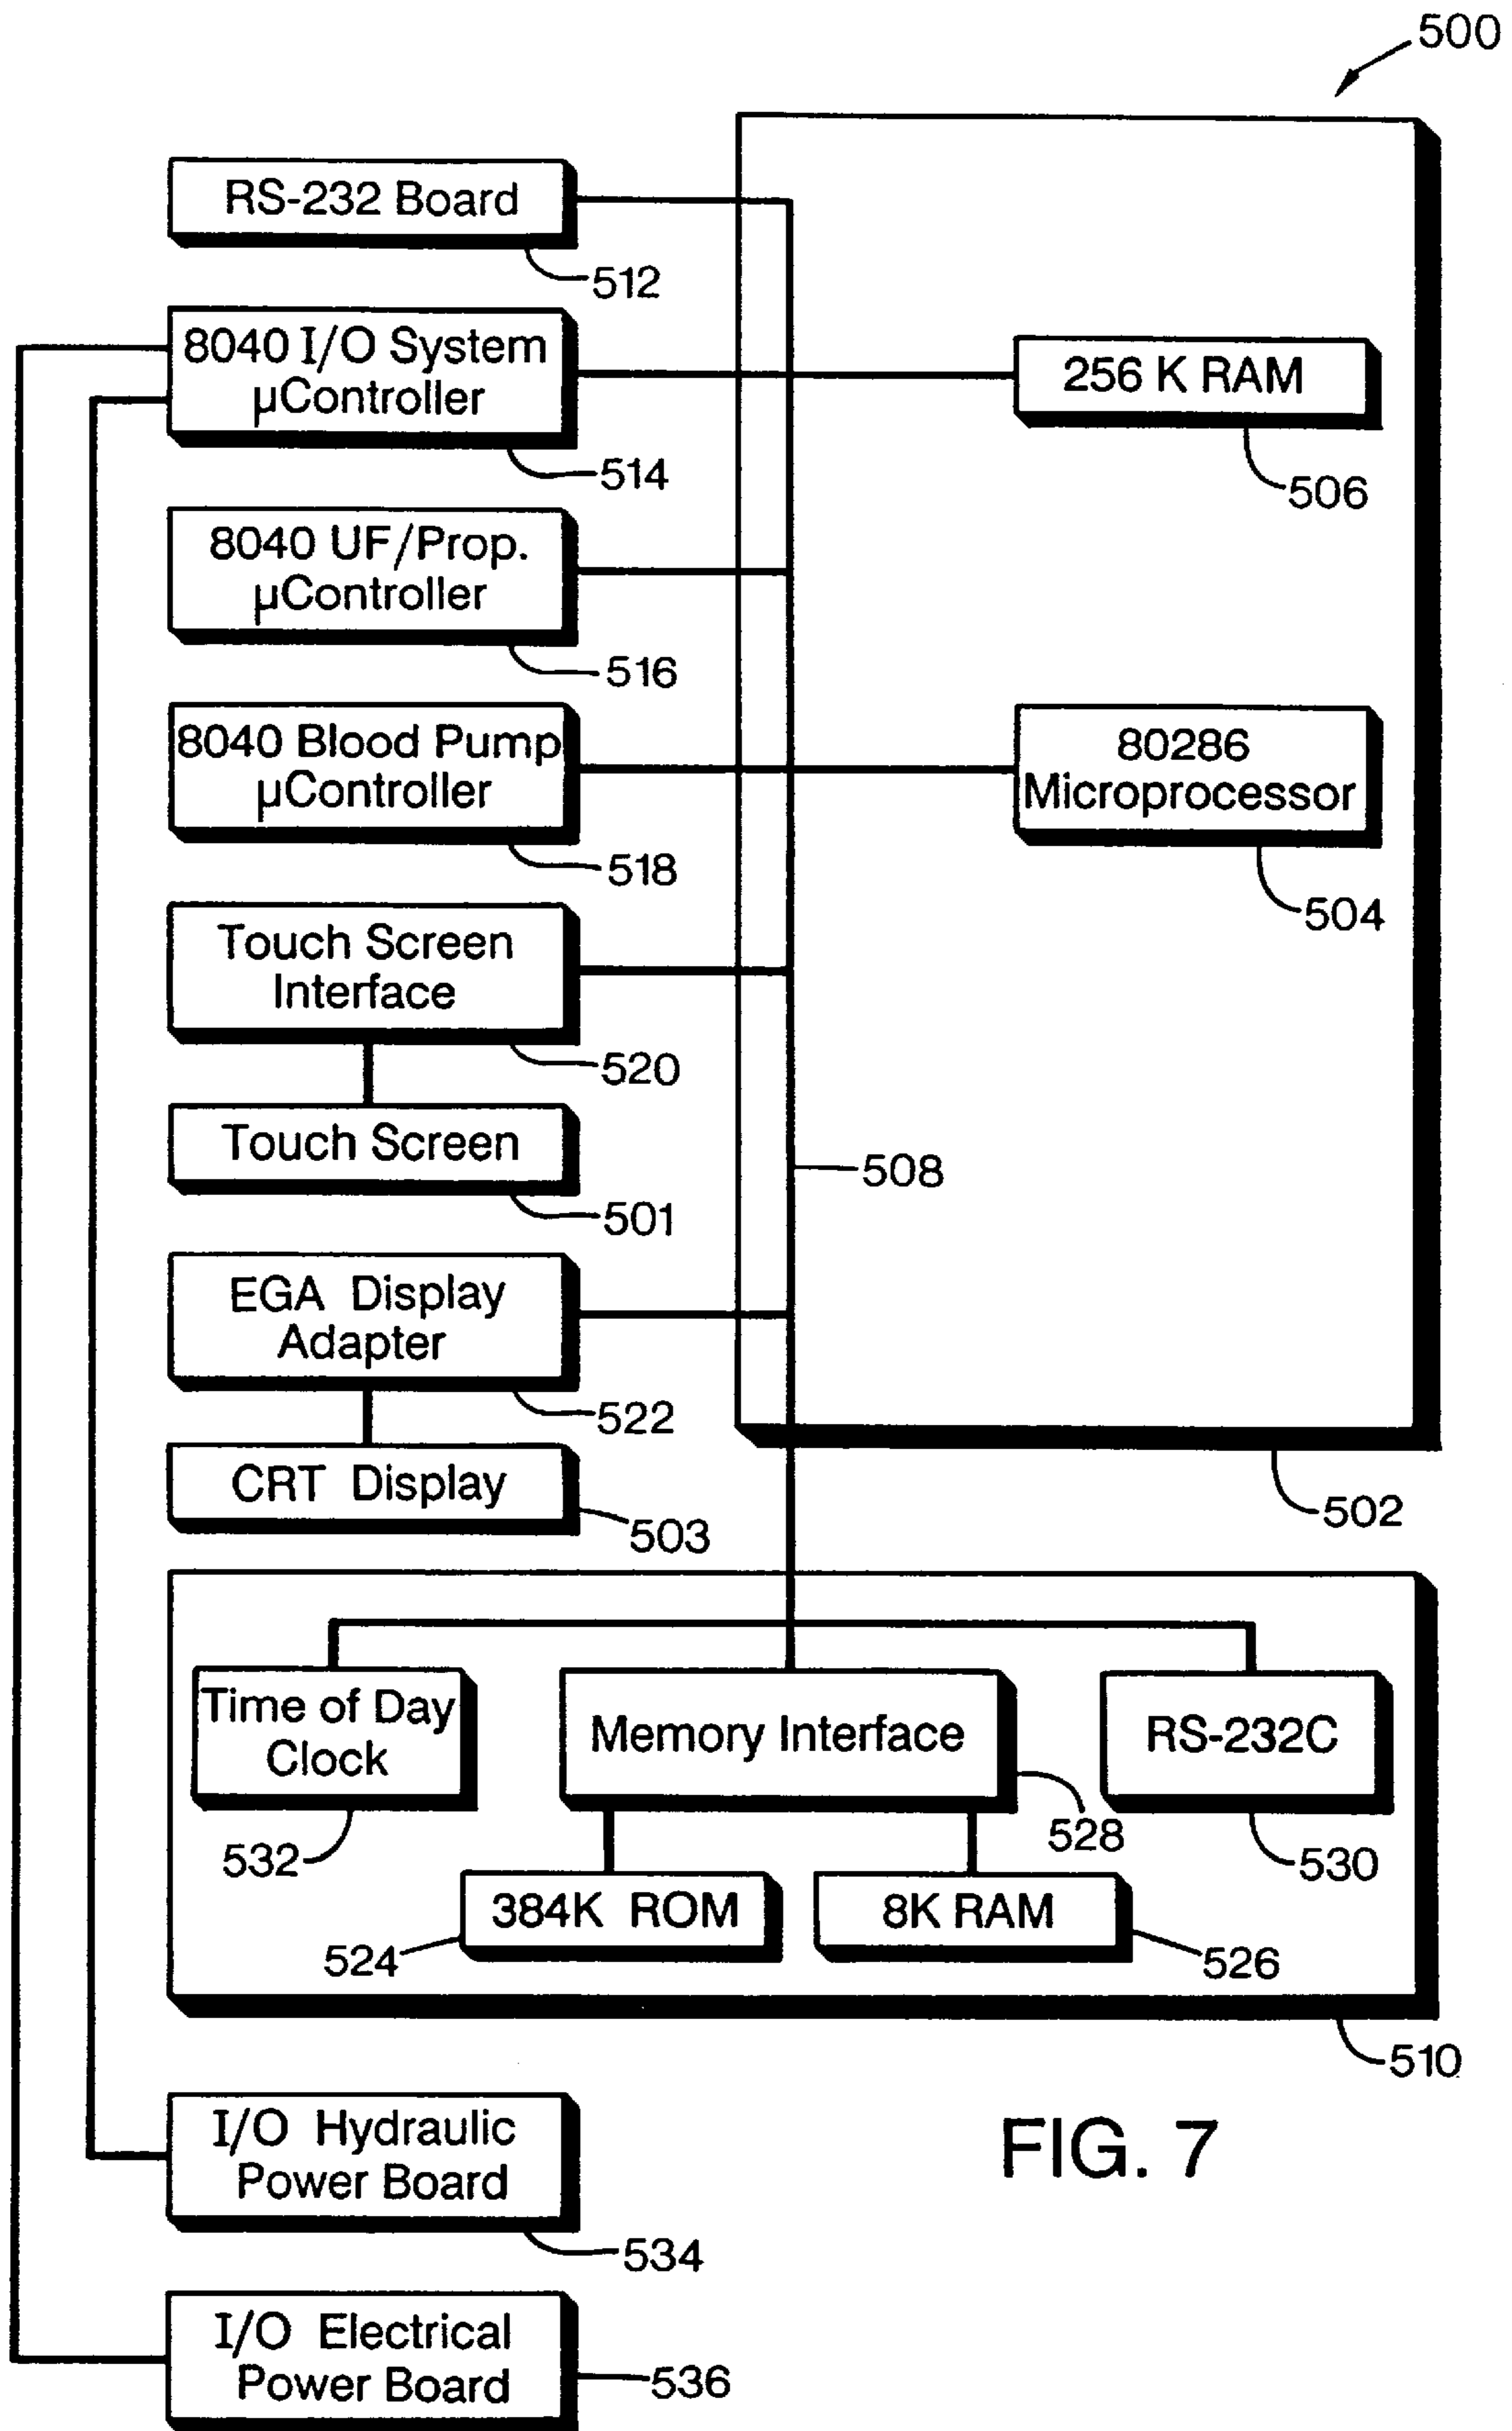 500
RS-232 Board
512
8040 I/O System
µController
514
256 K RAM
506
8040 UF/Prop.
µController
516
8040 Blood Pump
µController
518
80286
Microprocessor
504
Touch Screen
Interface
520
Touch Screen
501
508
EGA Display
Adapter
522
CRT Display
503
502
Time of Day
Clock
532
Memory Interface
528
RS-232C
530
384K ROM
524
8K RAM
526
510
I/O Hydraulic
Power Board
534
FIG. 7
I/O Electrical
Power Board
536